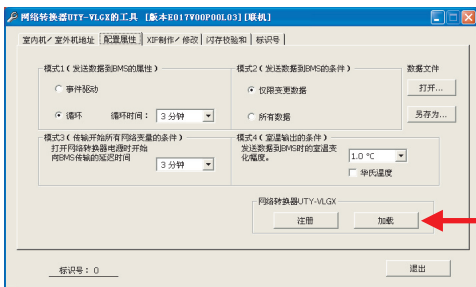 网络转换器UTY-VLGX的工具 [版本E017V00P00L03][联机]
室内机/室外机地址 配置属性 XIF制作/修改 闪存校验和 标识号
模式1(发送数据到BMS的属性)
事件驱动
循环 循环时间: 3 分钟
模式2(发送数据到BMS的条件)
仅限变更数据
所有数据
数据文件
打开...
另存为...
模式3(传输开始所有网络变量的条件)
打开网络转换器电源时开始
向BMS传输的延迟时间
3 分钟
模式4(室温输出的条件)
发送数据到BMS时的室温变
化幅度。
1.0 °C
华氏温度
网络转换器UTY-VLGX
注册 加载
标识号: 0
退出